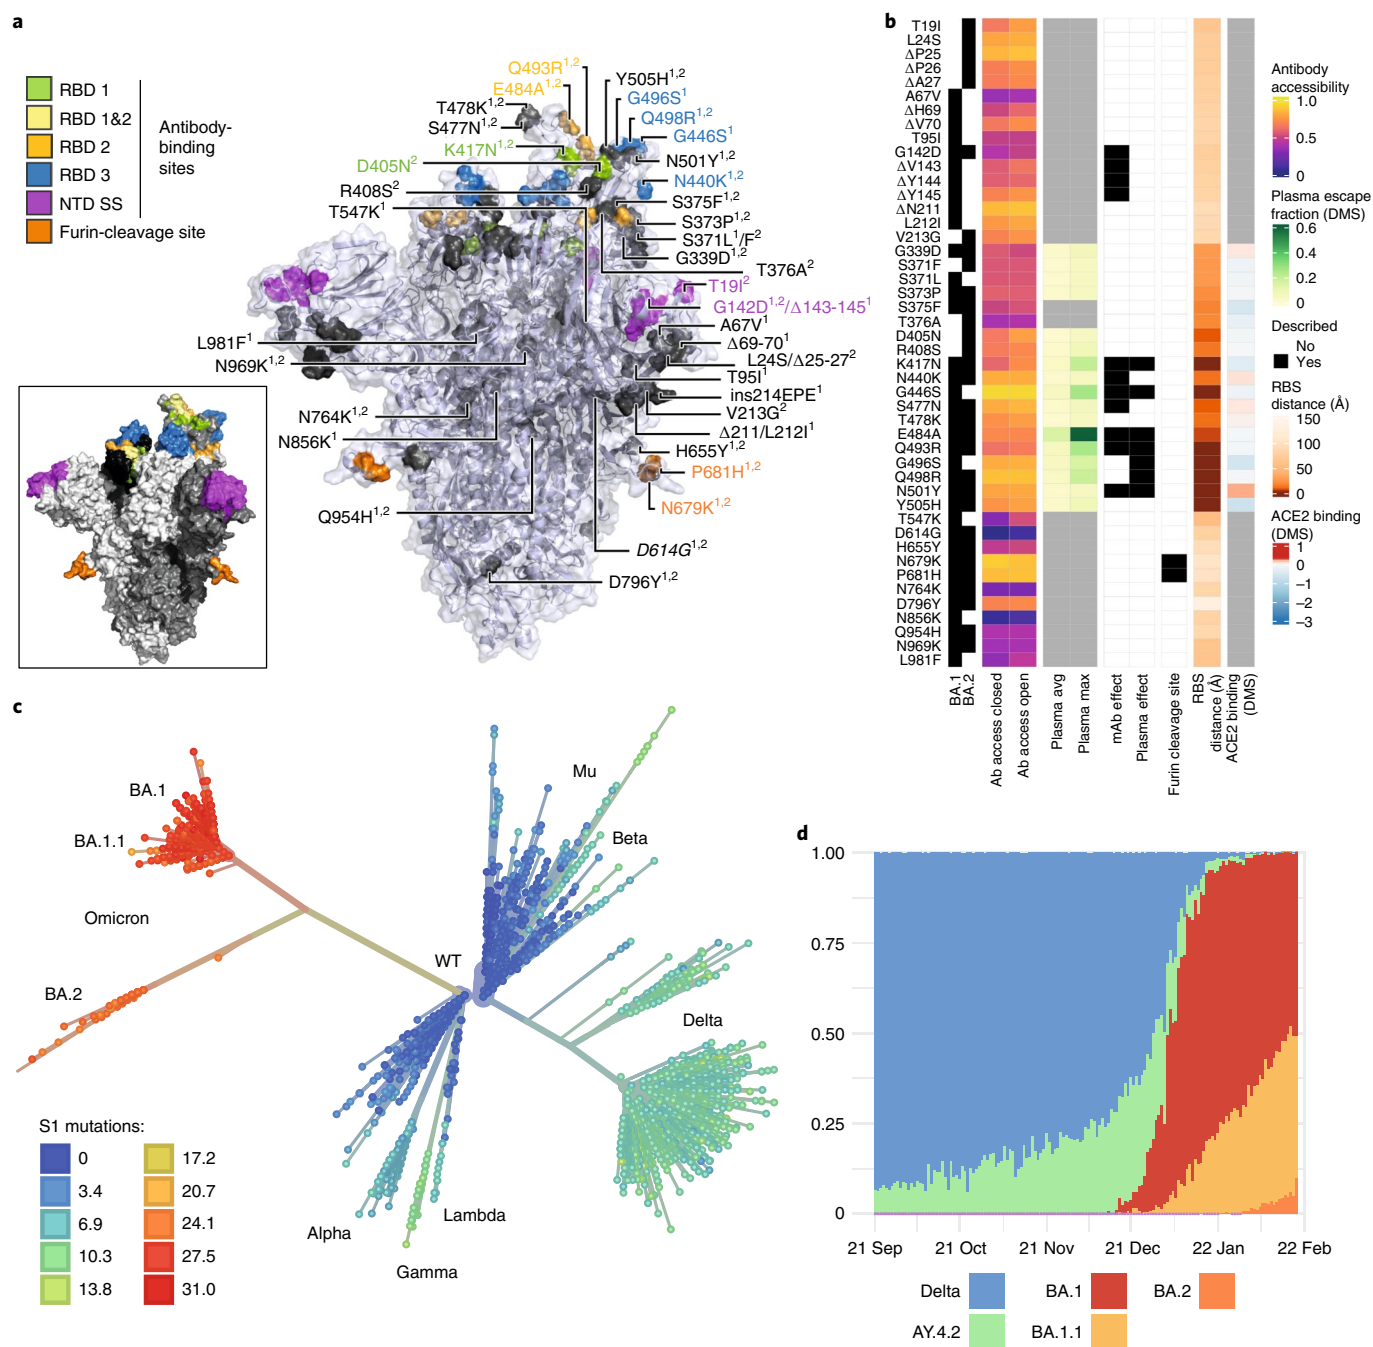 a
RBD 1
RBD 1&2
RBD 2
RBD 3
NTD SS
Furin-cleavage site
Antibody-
binding
sites
Q493R1,2
E484A1,2
T478K1,2
S477N1,2
K417N1,2
D405N2
R408S2
T547K1
Y505H1,2
G496S1
Q498R1,2
G446S1
N501Y1,2
N440K1,2
S375F1,2
S373P1,2
S371L1/F2
G339D1,2
T376A2
T19I2
G142D1,2/Δ143-1451
A67V1
Δ69-701
L24S/Δ25-272
T95I1
ins214EPE1
V213G2
Δ211/L212I1
H655Y1,2
P681H1,2
N679K1,2
D614G1,2
D796Y1,2
L981F1
N969K1,2
N764K1,2
N856K1
Q954H1,2
b
T19I
L24S
ΔP25
ΔP26
ΔA27
A67V
ΔH69
ΔV70
T95I
G142D
ΔV143
ΔY144
ΔY145
ΔN211
L212I
V213G
G339D
S371F
S371L
S373P
S375F
T376A
D405N
R408S
K417N
N440K
G446S
S477N
T478K
E484A
Q493R
G496S
Q498R
N501Y
Y505H
T547K
D614G
H655Y
N679K
P681H
N764K
D796Y
N856K
Q954H
N969K
L981F
BA.1
BA.2
Ab access closed
Ab access open
Plasma avg
Plasma max
mAb effect
Plasma effect
Furin cleavage site
RBS
distance (Å)
ACE2 binding
(DMS)
Antibody
accessibility
1.0
0.5
0
Plasma escape
fraction (DMS)
0.6
0.4
0.2
0
Described
No
Yes
RBS
distance (Å)
150
100
50
0
ACE2 binding
(DMS)
1
0
–1
–2
–3
c
BA.1
BA.1.1
Omicron
BA.2
WT
Mu
Beta
Delta
Alpha
Lambda
Gamma
S1 mutations:
0
3.4
6.9
10.3
13.8
17.2
20.7
24.1
27.5
31.0
d
1.00
0.75
0.50
0.25
0
21 Sep
21 Oct
21 Nov
21 Dec
22 Jan
22 Feb
Delta
BA.1
BA.2
AY.4.2
BA.1.1